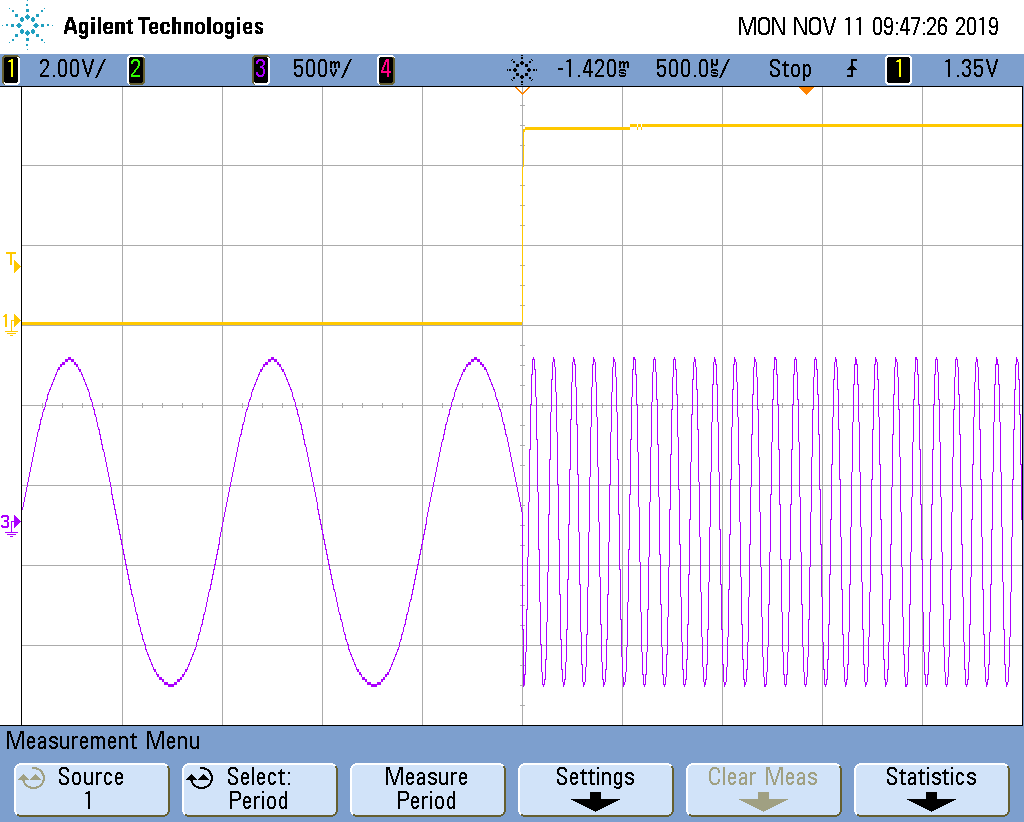 Agilent Technologies
MON NOV 11 09:47:26 2019
1 2.00V/ 2 3 500mV/ 4 -1.420ms 500.0µs/ Stop 1 1.35V
T
1
3
Measurement Menu
Source
1
Select:
Period
Measure
Period
Settings
Clear Meas
Statistics